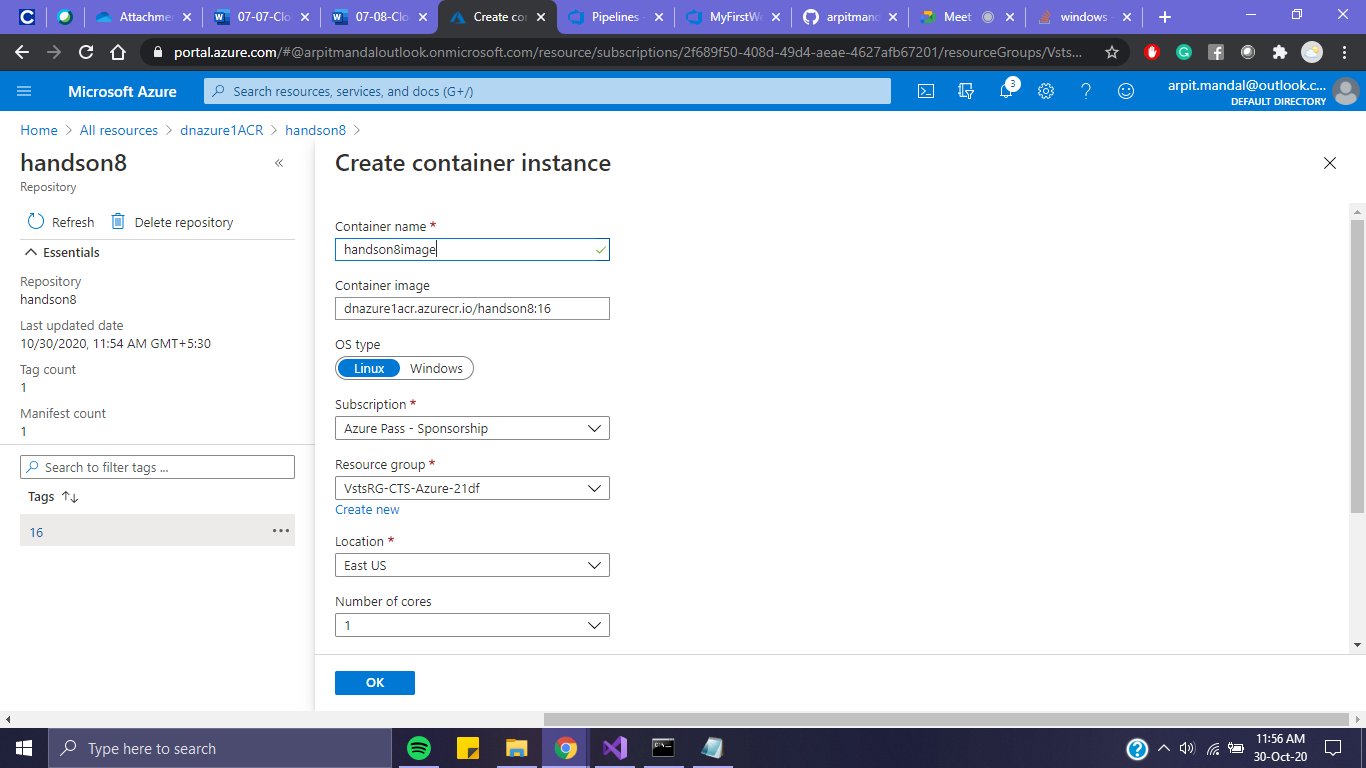 Attachmen
07-07-Clo
07-08-Clo
Create co
Pipelines -
MyFirstW
arpitmand
Meet
windows -
portal.azure.com/#@arpitmandaloutlook.onmicrosoft.com/resource/subscriptions/2f689f50-408d-49d4-aeae-4627afb67201/resourceGroups/Vsts...
Microsoft Azure
Search resources, services, and docs (G+/)
3
arpit.mandal@outlook.c...
DEFAULT DIRECTORY
Home > All resources > dnazure1ACR > handson8 >
handson8
«
Repository
Refresh
Delete repository
Essentials
Repository
handson8
Last updated date
10/30/2020, 11:54 AM GMT+5:30
Tag count
1
Manifest count
1
Search to filter tags ...
Tags ↑↓
16
...
Create container instance
Container name *
handson8image
Container image
dnazure1acr.azurecr.io/handson8:16
OS type
Linux Windows
Subscription *
Azure Pass - Sponsorship
Resource group *
VstsRG-CTS-Azure-21df
Create new
Location *
East US
Number of cores
1
OK
Type here to search
11:56 AM
30-Oct-20